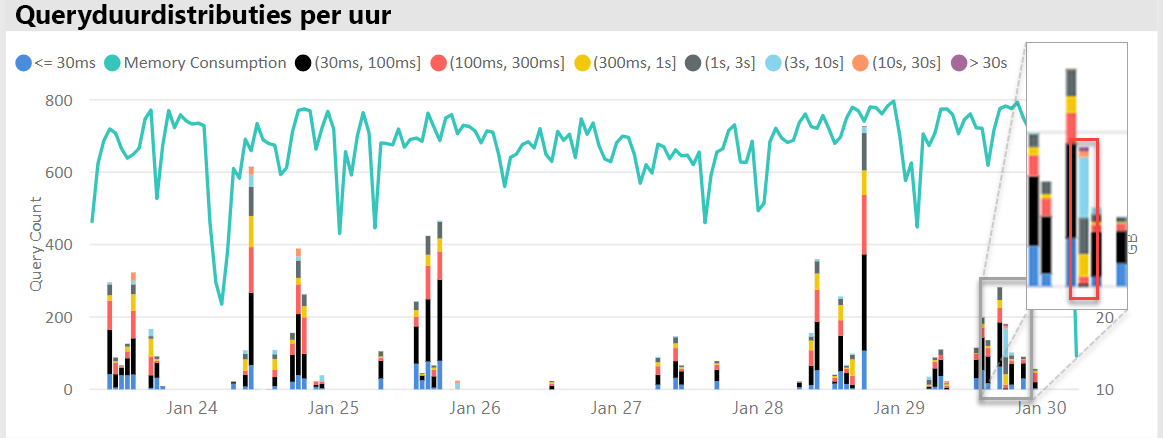 Queryduurdistributies per uur
<= 30ms Memory Consumption (30ms, 100ms] (100ms, 300ms] (300ms, 1s] (1s, 3s] (3s, 10s] (10s, 30s] > 30s
800
600
400
200
0
Query Count
GB
20
10
Jan 24 Jan 25 Jan 26 Jan 27 Jan 28 Jan 29 Jan 30